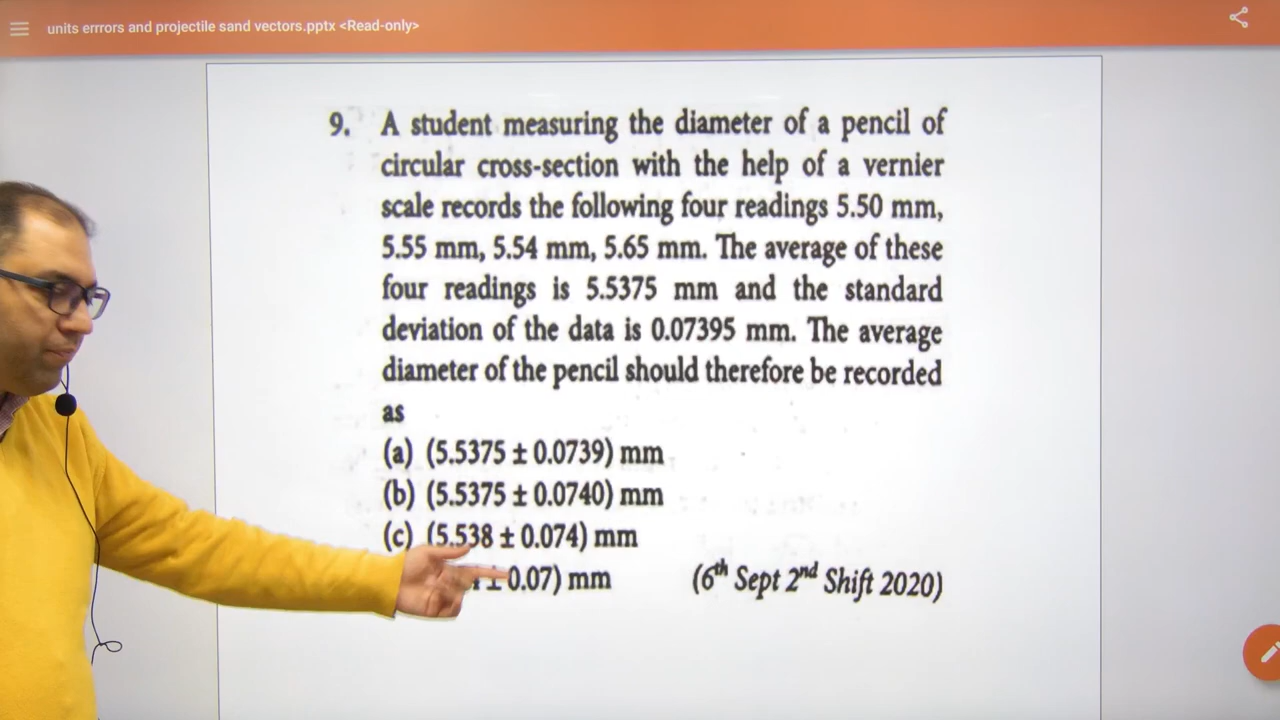 units errrors and projectile sand vectors.pptx <Read-only>
9. A student measuring the diameter of a pencil of
circular cross-section with the help of a vernier
scale records the following four readings 5.50 mm,
5.55 mm, 5.54 mm, 5.65 mm. The average of these
four readings is 5.5375 mm and the standard
deviation of the data is 0.07395 mm. The average
diameter of the pencil should therefore be recorded
as
(a) (5.5375 ± 0.0739) mm
(b) (5.5375 ± 0.0740) mm
(c) (5.538 ± 0.074) mm
± 0.07) mm (6th Sept 2nd Shift 2020)